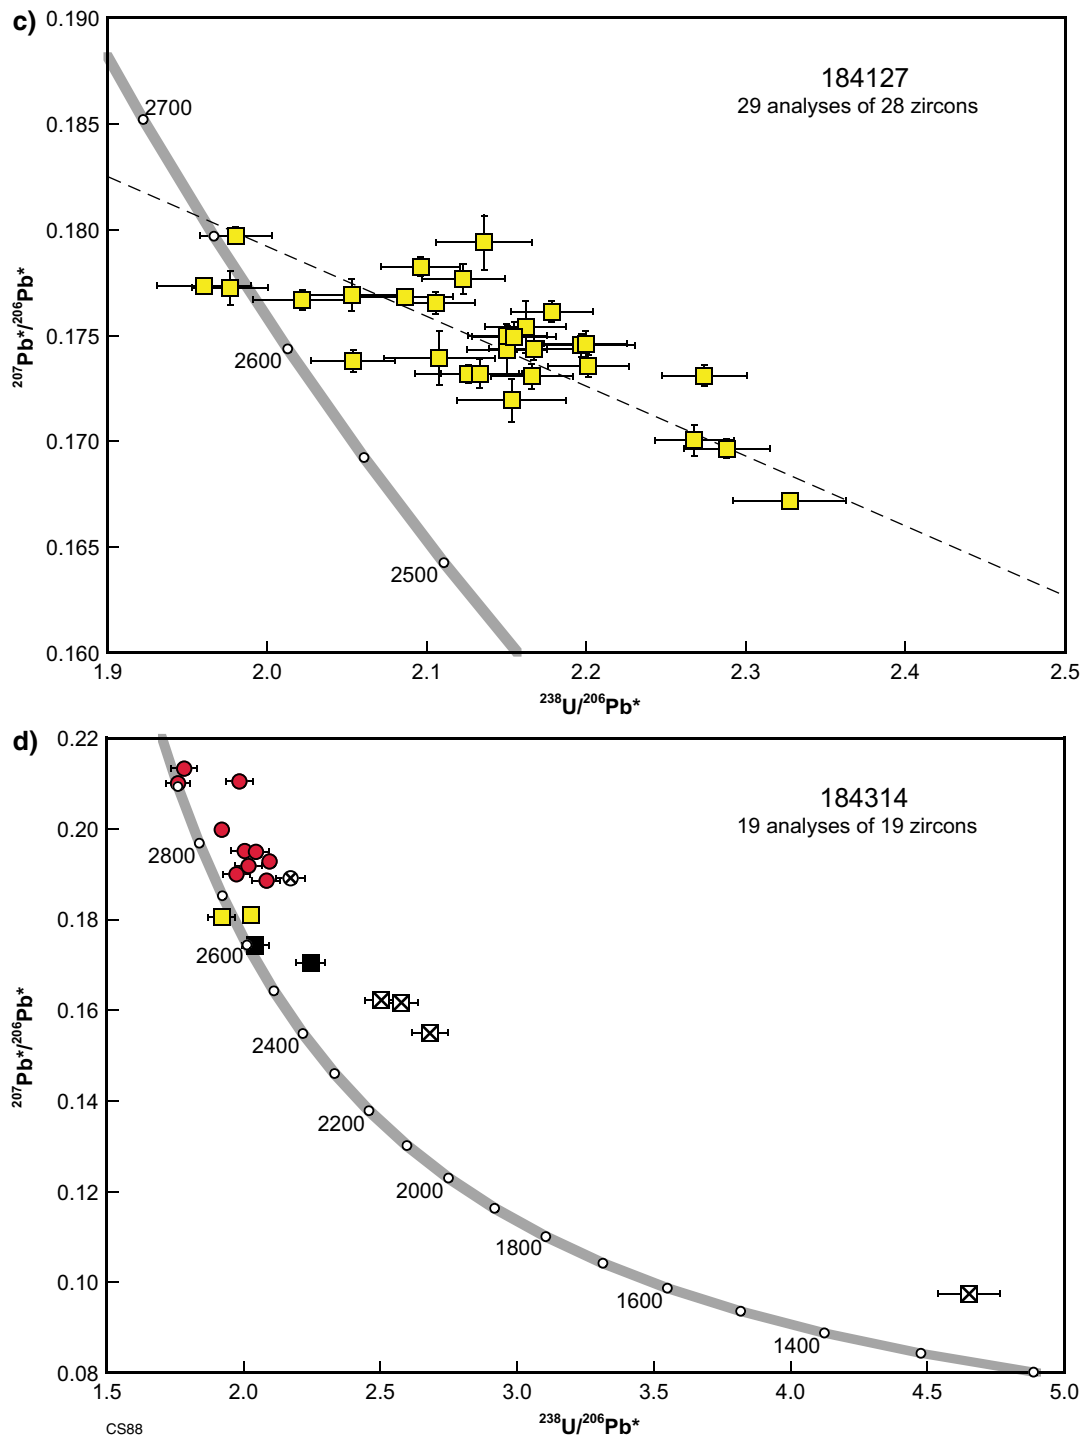 c)
184127
29 analyses of 28 zircons
0.190
0.185
0.180
0.175
0.170
0.165
0.160
2700
2600
2500
²⁰⁷Pb*/²⁰⁶Pb*
1.9 2.0 2.1 2.2 2.3 2.4 2.5
²³⁸U/²⁰⁶Pb*
d)
184314
19 analyses of 19 zircons
0.22
0.20
0.18
0.16
0.14
0.12
0.10
0.08
2800
2600
2400
2200
2000
1800
1600
1400
²⁰⁷Pb*/²⁰⁶Pb*
1.5 2.0 2.5 3.0 3.5 4.0 4.5 5.0
²³⁸U/²⁰⁶Pb*
CS88